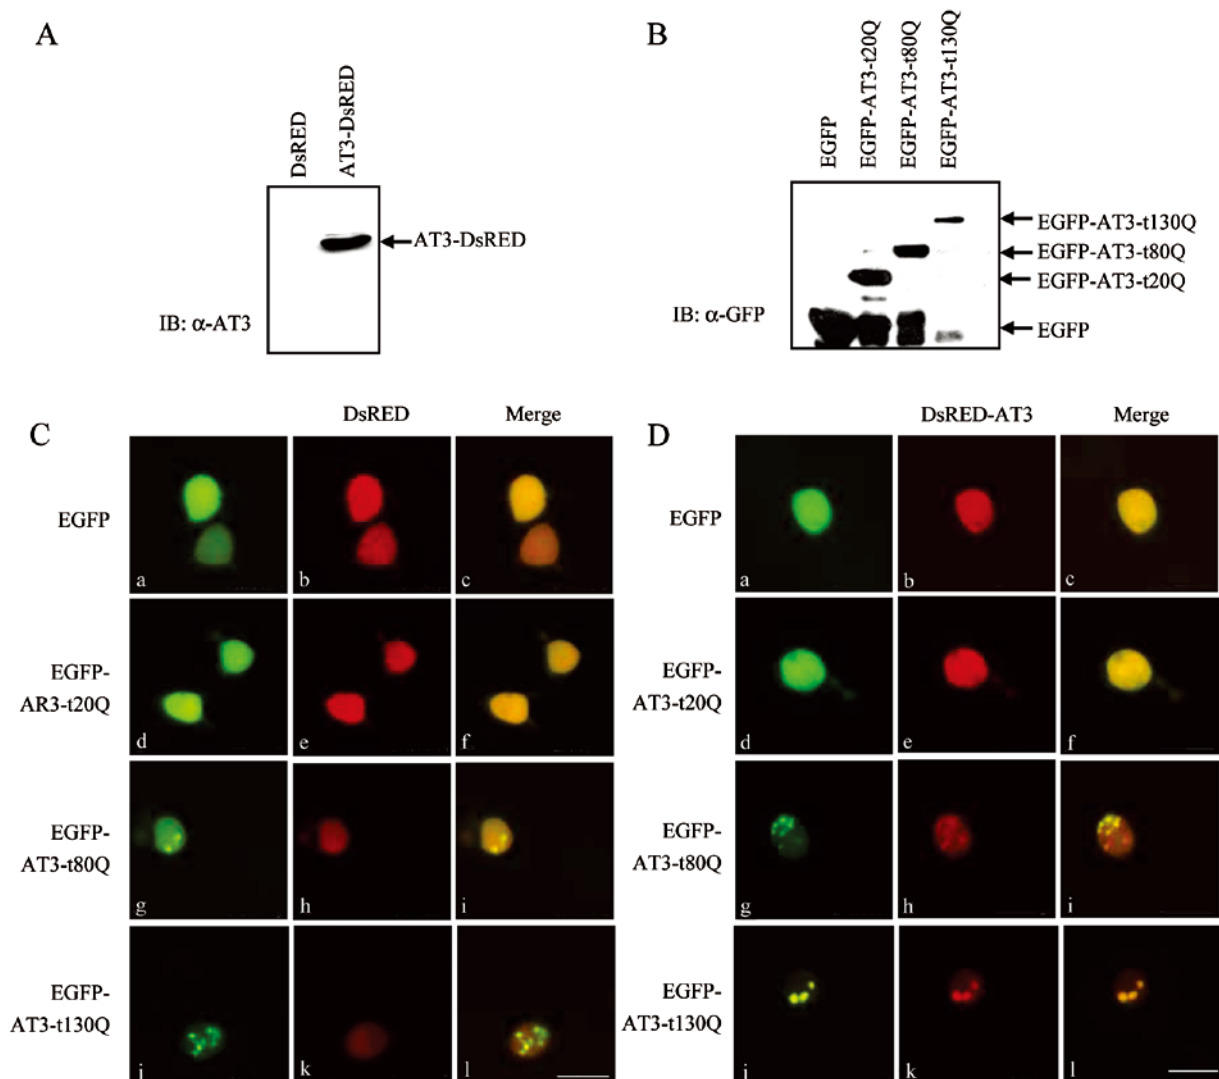 A
DsRED
AT3-DsRED
AT3-DsRED
IB: α-AT3
B
EGFP
EGFP-AT3-t20Q
EGFP-AT3-t80Q
EGFP-AT3-t130Q
EGFP-AT3-t130Q
EGFP-AT3-t80Q
EGFP-AT3-t20Q
EGFP
IB: α-GFP
C
DsRED
Merge
EGFP
a
b
c
EGFP-
AR3-t20Q
d
e
f
EGFP-
AT3-t80Q
g
h
i
EGFP-
AT3-t130Q
j
k
l
D
DsRED-AT3
Merge
EGFP
a
b
c
EGFP-
AT3-t20Q
d
e
f
EGFP-
AT3-t80Q
g
h
i
EGFP-
AT3-t130Q
j
k
l